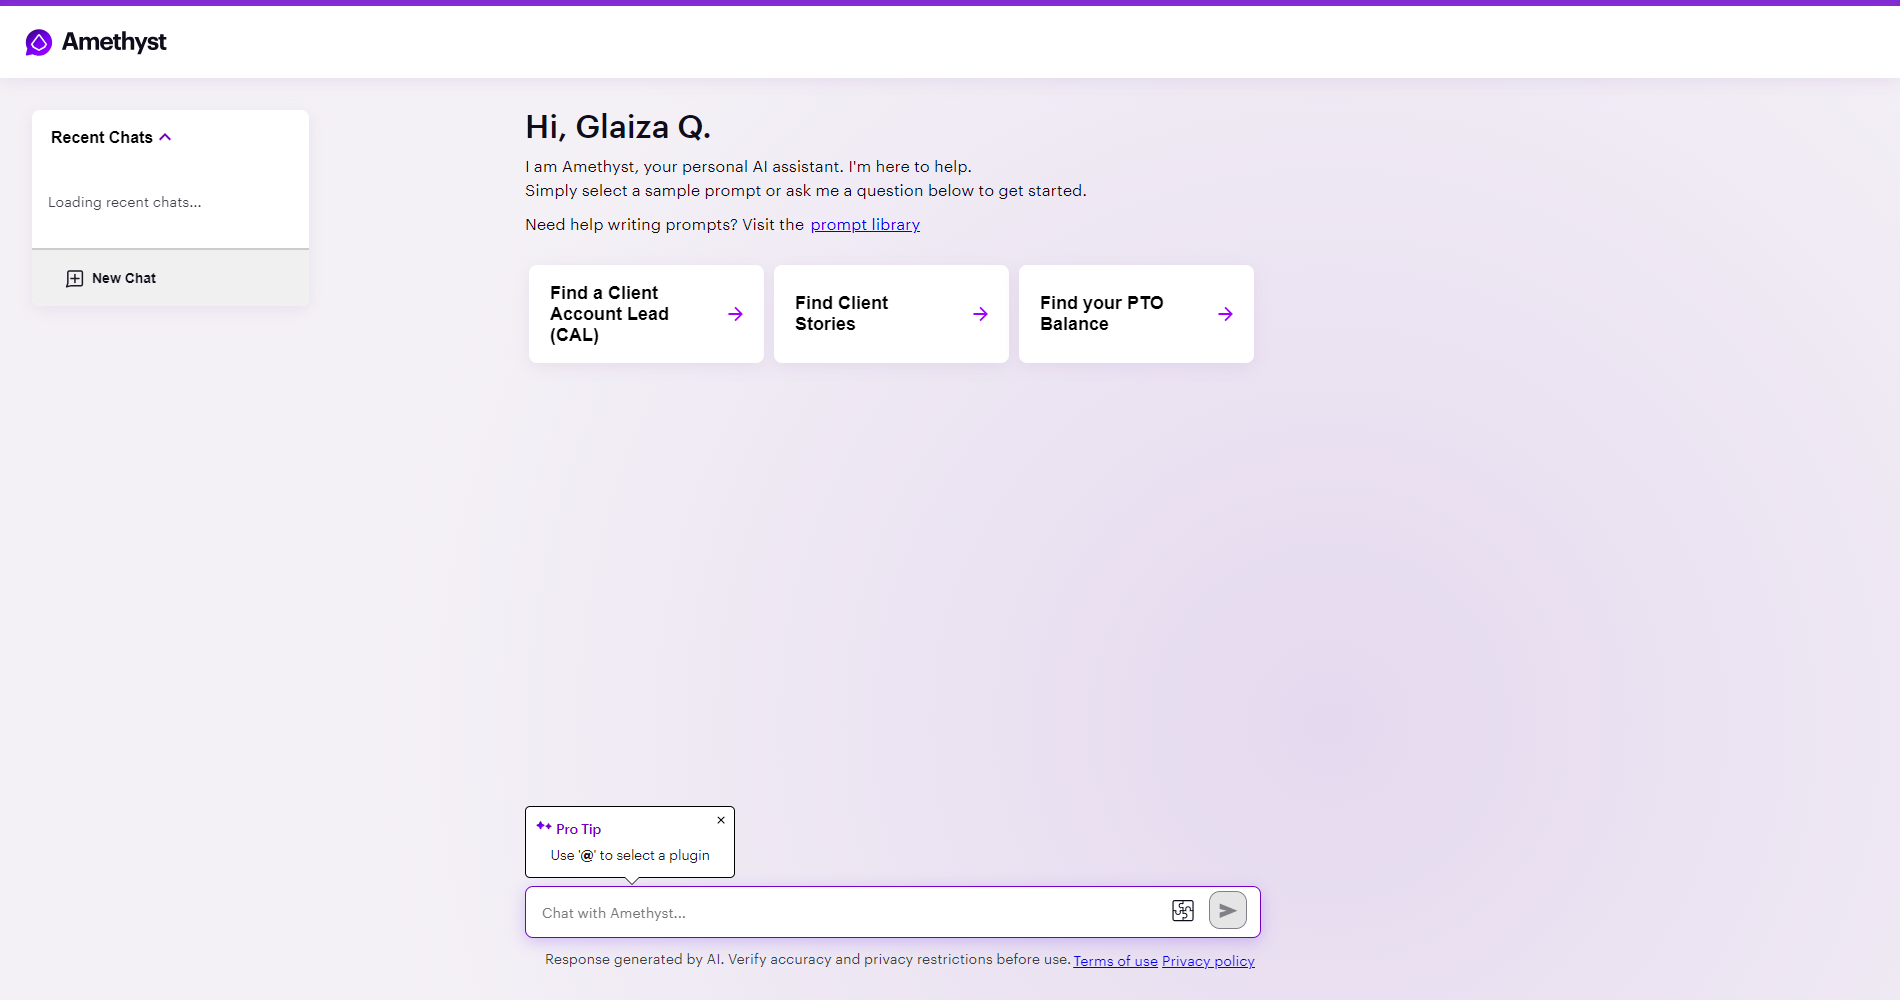 Amethyst
Recent Chats
Loading recent chats...
New Chat
Hi, Glaiza Q.
I am Amethyst, your personal AI assistant. I'm here to help.
Simply select a sample prompt or ask me a question below to get started.
Need help writing prompts? Visit the prompt library
Find a Client
Account Lead
(CAL)
Find Client
Stories
Find your PTO
Balance
Pro Tip
Use '@' to select a plugin
Chat with Amethyst...
Response generated by AI. Verify accuracy and privacy restrictions before use. Terms of use Privacy policy